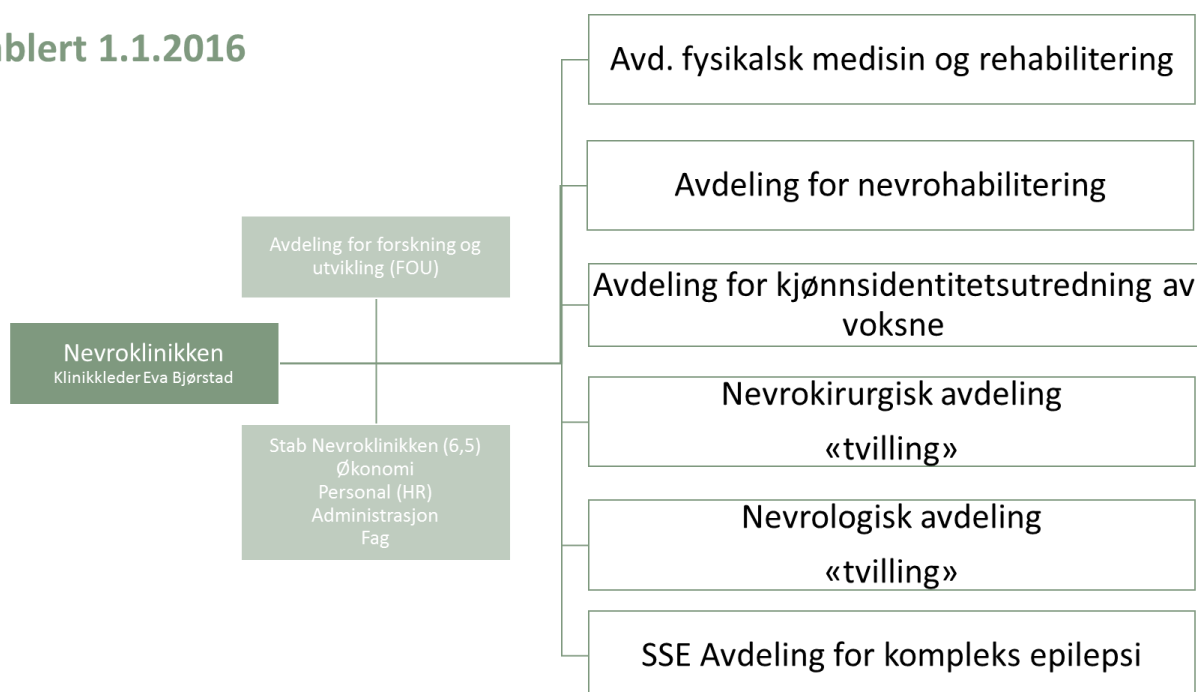 1.1.2016
Avd. fysikalsk medisin og rehabilitering
Avdeling for nevrohabilitering
Avdeling for forskning og
utvikling (FOU)
Avdeling for kjønnsidentitetsutredning av
voksne
Nevroklinikken
Klinikkleder Eva Bjørstad
Nevrokirurgisk avdeling
«tvilling»
Stab Nevroklinikken (6,5)
Økonomi
Personal (HR)
Administrasjon
Fag
Nevrologisk avdeling
«tvilling»
SSE Avdeling for kompleks epilepsi